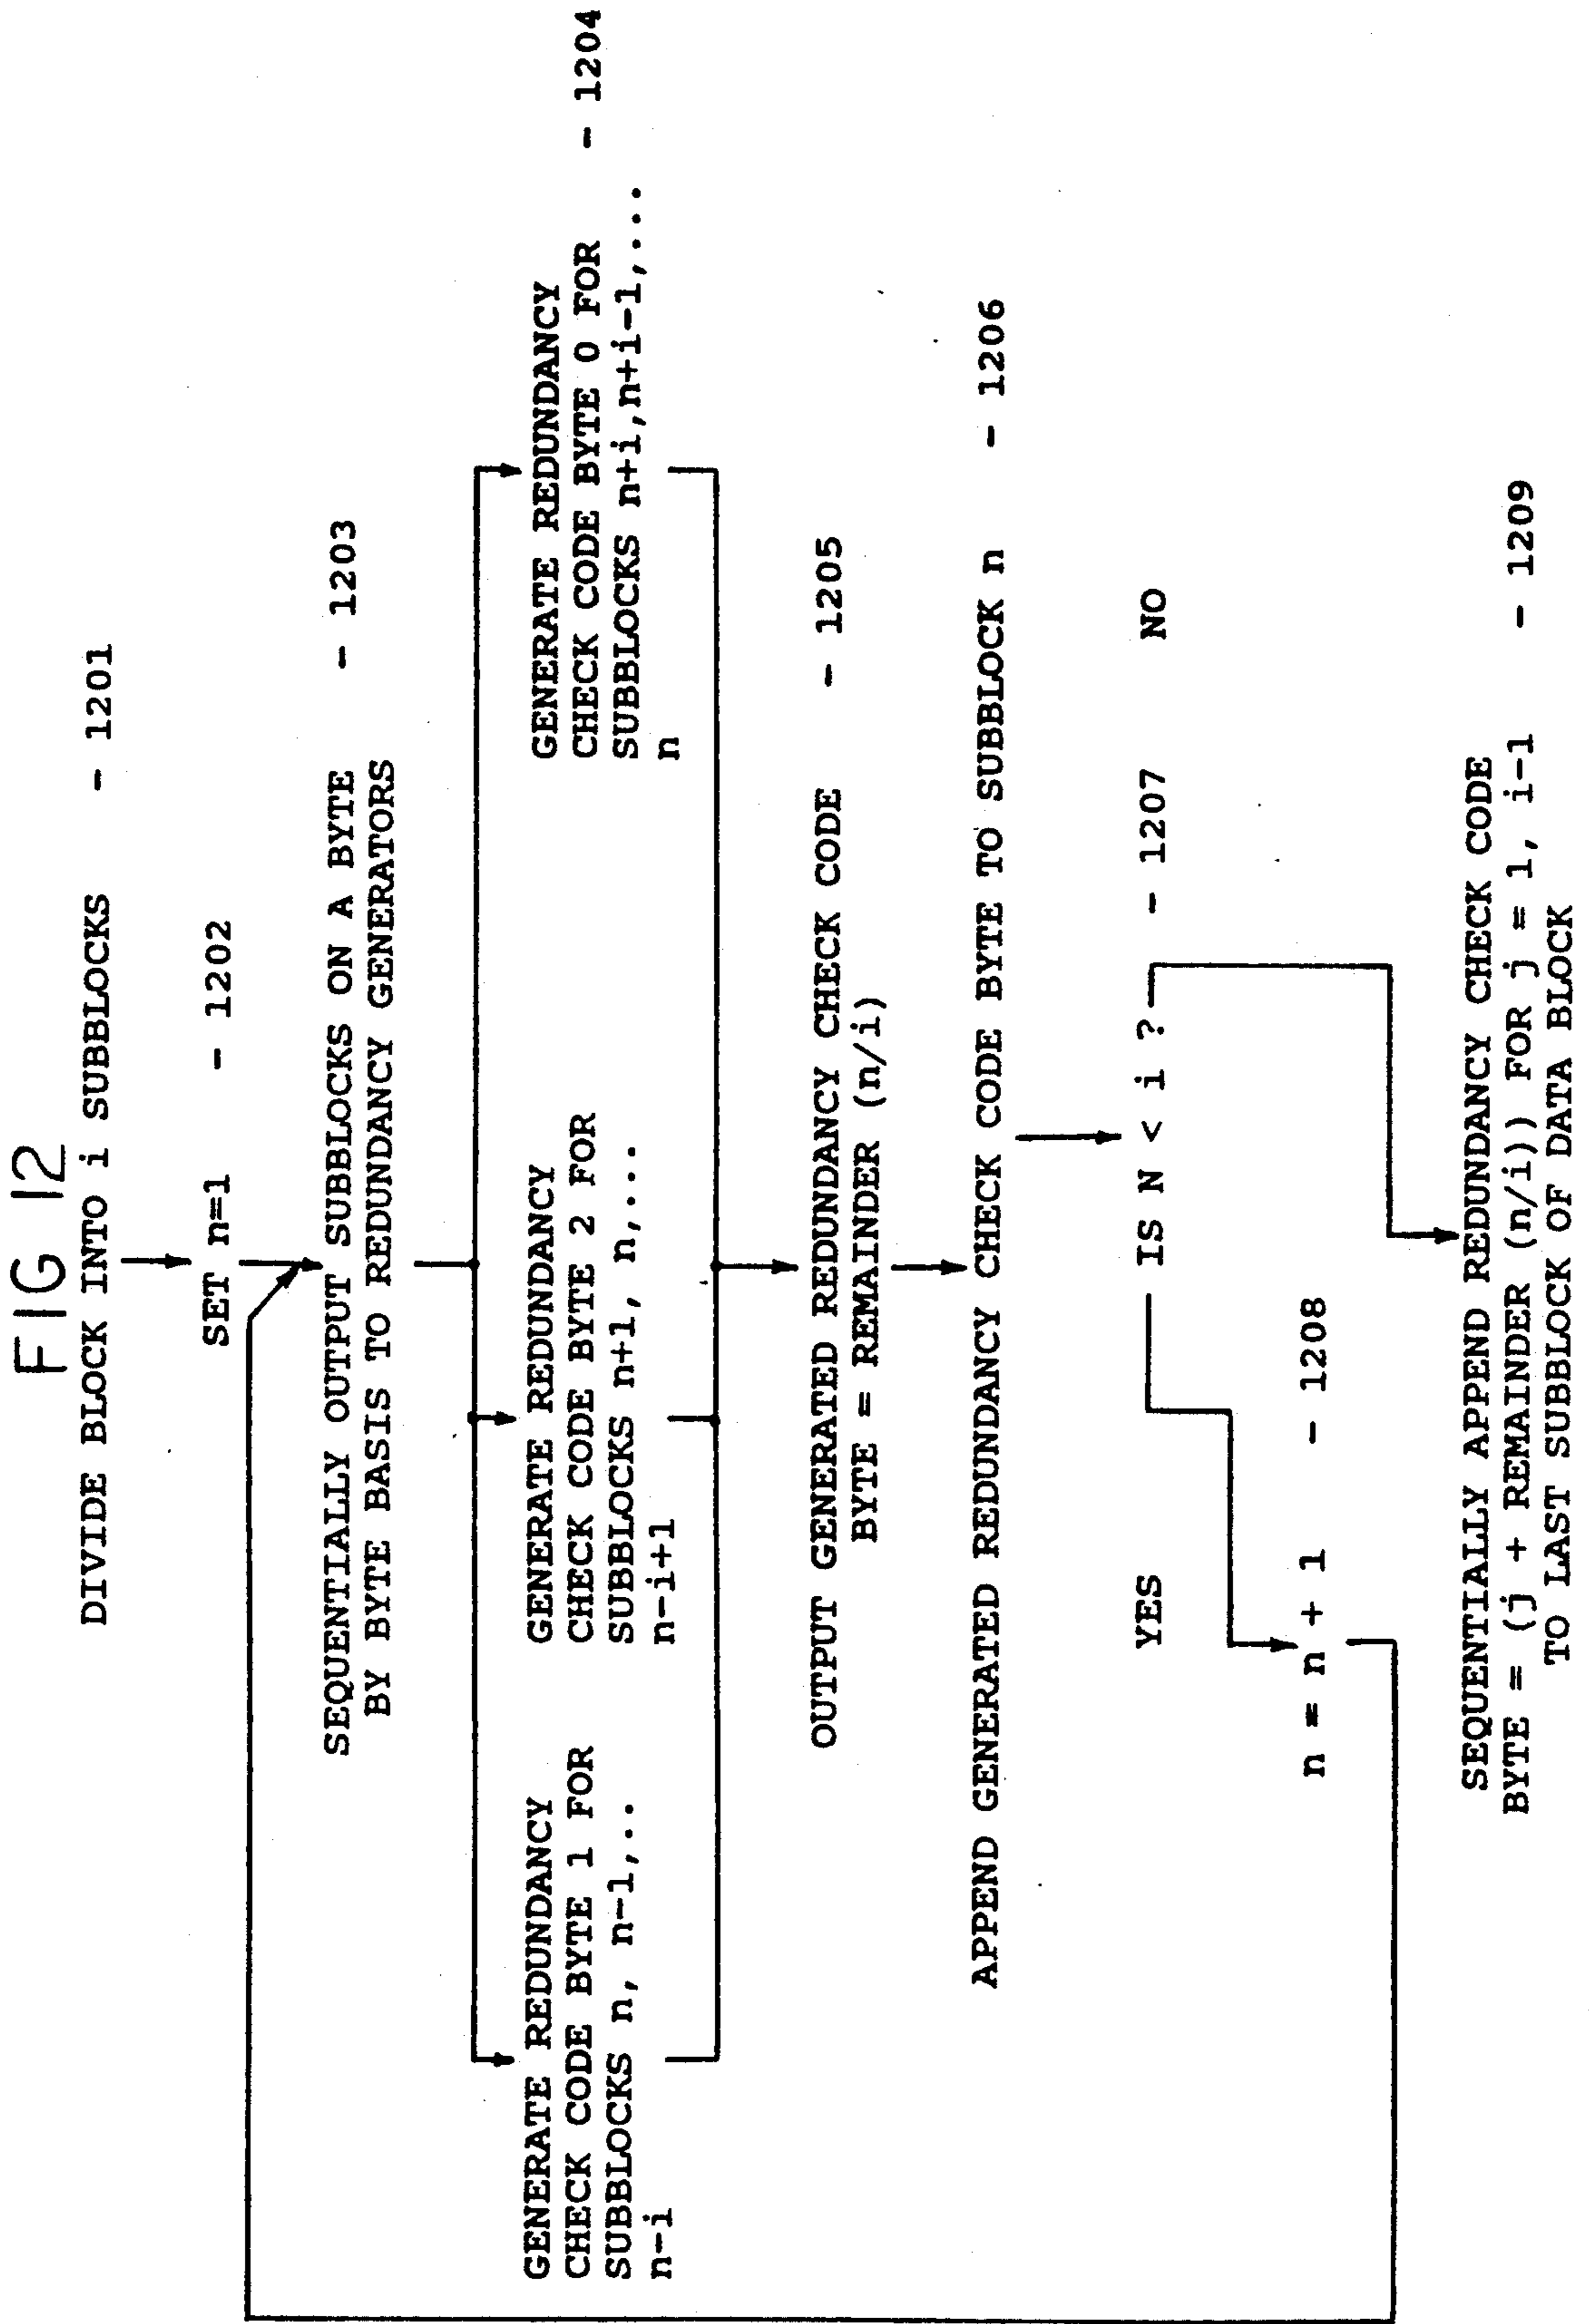 FIG 12
DIVIDE BLOCK INTO i SUBBLOCKS - 1201
SET n=1 - 1202
SEQUENTIALLY OUTPUT SUBBLOCKS ON A BYTE - 1203
BY BYTE BASIS TO REDUNDANCY GENERATORS
GENERATE REDUNDANCY
CHECK CODE BYTE 1 FOR
SUBBLOCKS n, n-1,..
n-i
GENERATE REDUNDANCY
CHECK CODE BYTE 2 FOR
SUBBLOCKS n+1, n,...
n-i+1
GENERATE REDUNDANCY
CHECK CODE BYTE 0 FOR - 1204
SUBBLOCKS n+i,n+i-1,...
n
OUTPUT GENERATED REDUNDANCY CHECK CODE - 1205
BYTE = REMAINDER (n/i)
APPEND GENERATED REDUNDANCY CHECK CODE BYTE TO SUBBLOCK n - 1206
YES IS N < i ? - 1207 NO
n = n + 1 - 1208
SEQUENTIALLY APPEND REDUNDANCY CHECK CODE
BYTE = (j + REMAINDER (n/i)) FOR j = 1, i-1 - 1209
TO LAST SUBBLOCK OF DATA BLOCK